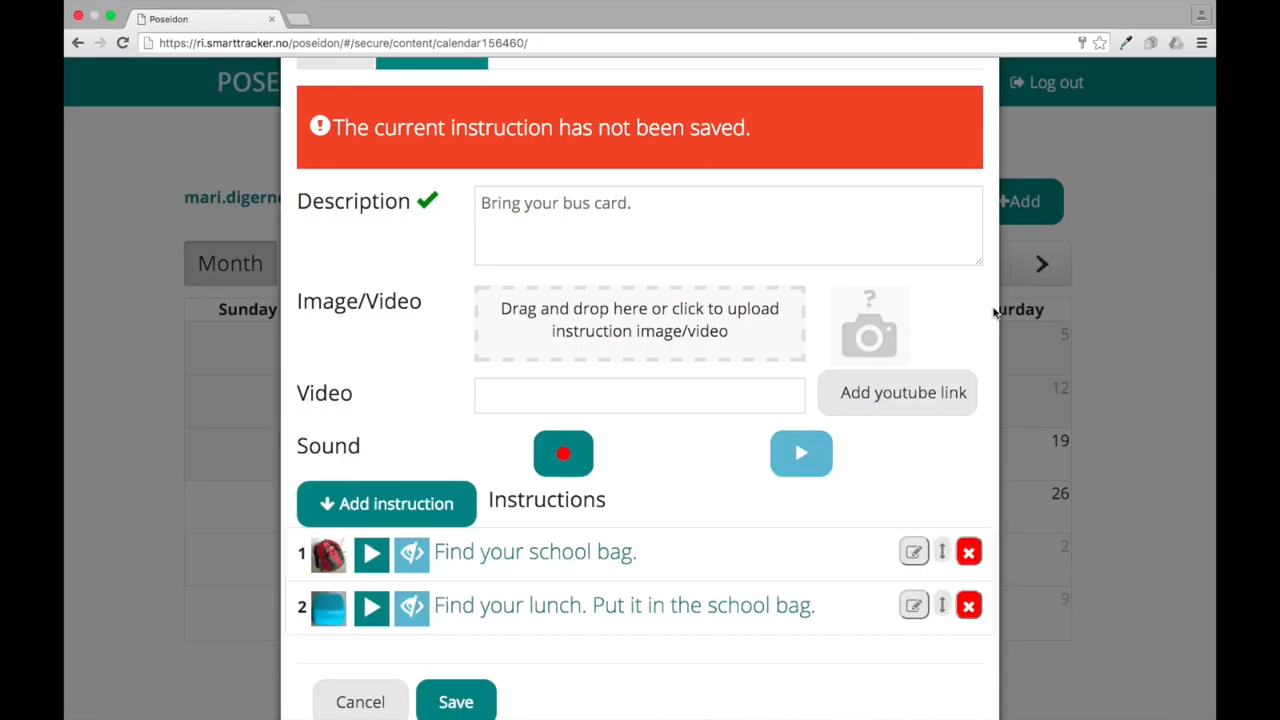 Poseidon
https://ri.smarttracker.no/poseidon/#/secure/content/calendar156460/
POSE
Log out
The current instruction has not been saved.
mari.digerne
Description
Bring your bus card.
+Add
Month
Image/Video
Drag and drop here or click to upload
instruction image/video
?
Sunday
urday
5
Video
Add youtube link
12
Sound
19
Add instruction
Instructions
26
1
Find your school bag.
2
2
Find your lunch. Put it in the school bag.
9
Cancel
Save